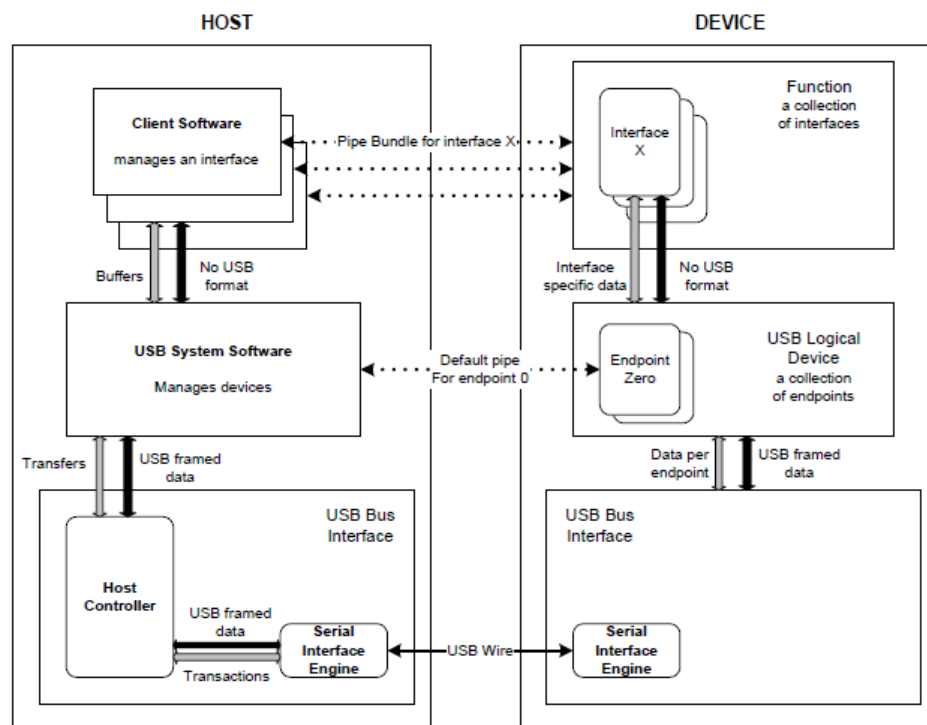 HOST
DEVICE
Client Software
manages an interface
Pipe Bundle for interface X
Interface
X
Function
a collection
of interfaces
Buffers
No USB
format
Interface
specific data
No USB
format
USB System Software
Manages devices
Default pipe
For endpoint 0
Endpoint
Zero
USB Logical
Device
a collection
of endpoints
Transfers
USB framed
data
Data per
endpoint
USB framed
data
USB Bus
Interface
Host
Controller
USB framed
data
Transactions
Serial
Interface
Engine
USB Wire
USB Bus
Interface
Serial
Interface
Engine